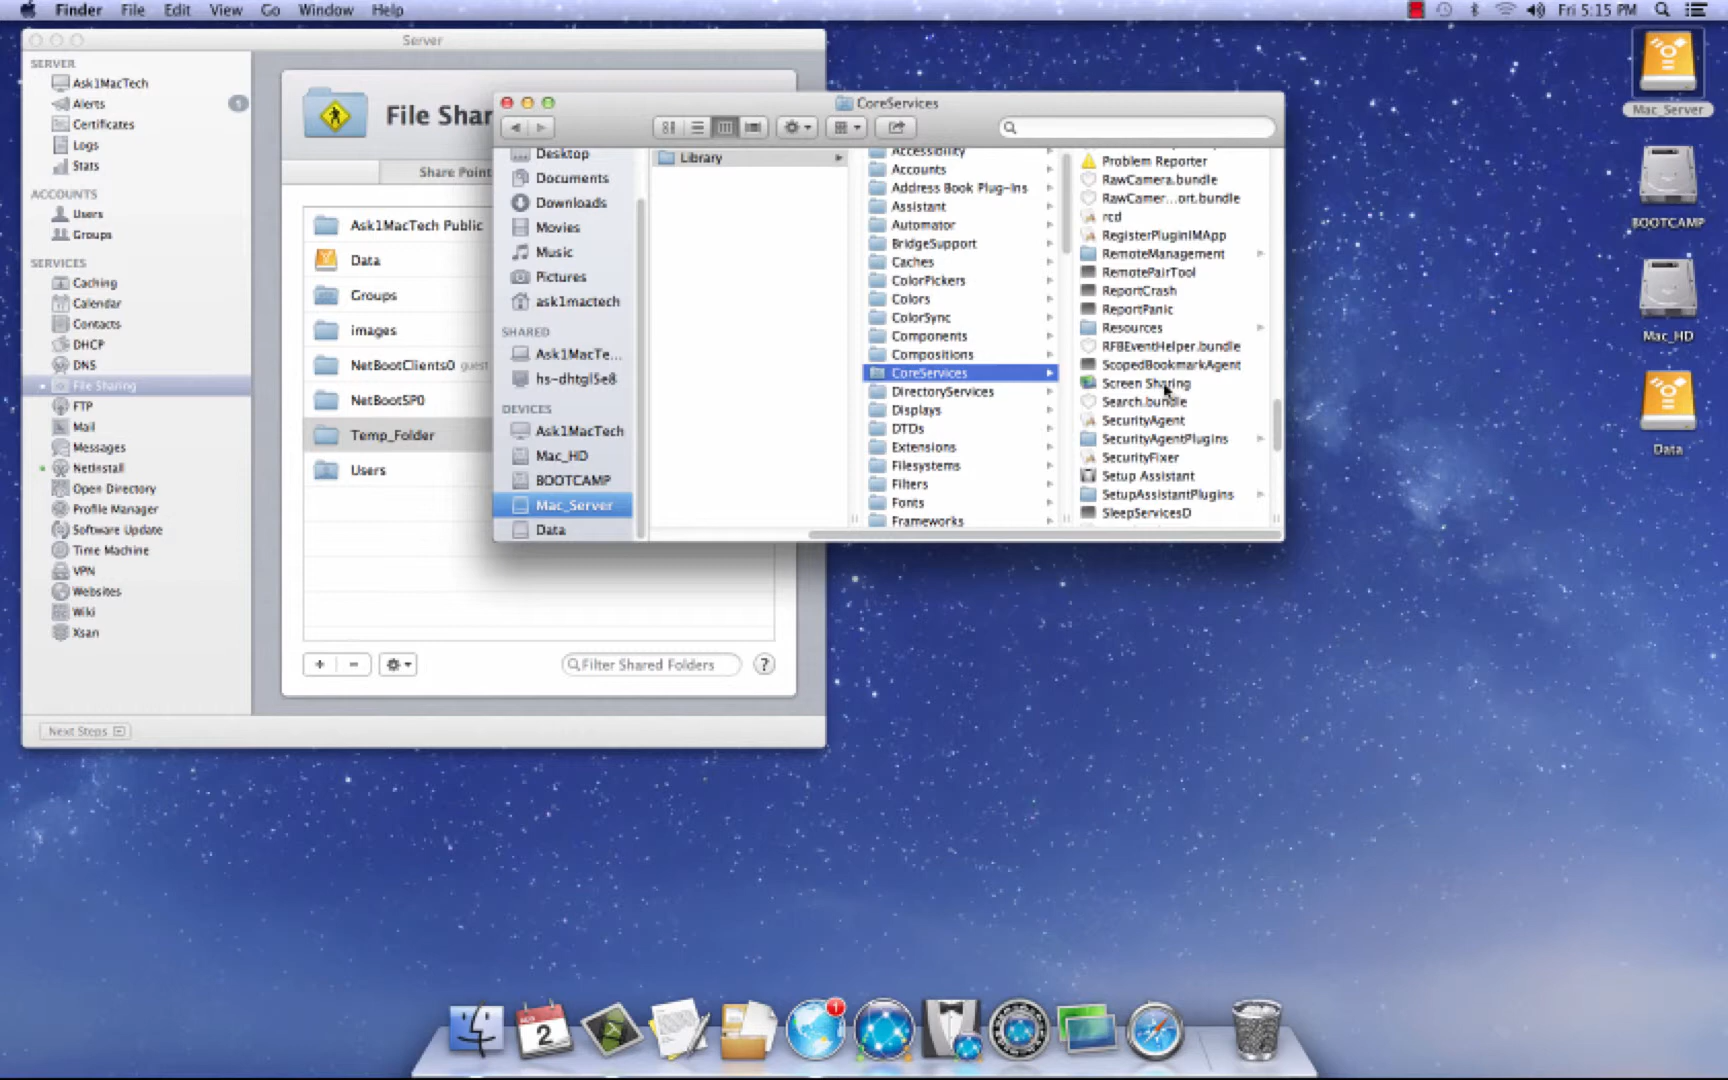 Finder File Edit View Go Window Help Fri 5:15 PM
Server
SERVER
Ask1MacTech
Alerts 1
Certificates
Logs
Stats
ACCOUNTS
Users
Groups
SERVICES
Caching
Calendar
Contacts
DHCP
DNS
File Sharing
FTP
Mail
Messages
NetInstall
Open Directory
Profile Manager
Software Update
Time Machine
VPN
Websites
Wiki
Xsan
Next Steps
File Shar
Share Point
Ask1MacTech Public
Data
Groups
images
NetBootClients0 guest
NetBootSP0
Temp_Folder
Users
+ − Filter Shared Folders ?
CoreServices
Desktop
Documents
Downloads
Movies
Music
Pictures
ask1mactech
SHARED
Ask1MacTe...
hs-dhtgl5e8
DEVICES
Ask1MacTech
Mac_HD
BOOTCAMP
Mac_Server
Data
Library
Accessibility
Accounts
Address Book Plug-Ins
Assistant
Automator
BridgeSupport
Caches
ColorPickers
Colors
ColorSync
Components
Compositions
CoreServices
DirectoryServices
Displays
DTDs
Extensions
Filesystems
Filters
Fonts
Frameworks
Problem Reporter
RawCamera.bundle
RawCamer...ort.bundle
rcd
RegisterPluginIMApp
RemoteManagement
RemotePairTool
ReportCrash
ReportPanic
Resources
RFBEventHelper.bundle
ScopedBookmarkAgent
Screen Sharing
Search.bundle
SecurityAgent
SecurityAgentPlugins
SecurityFixer
Setup Assistant
SetupAssistantPlugins
SleepServicesD
Mac_Server
BOOTCAMP
Mac_HD
Data
2
1